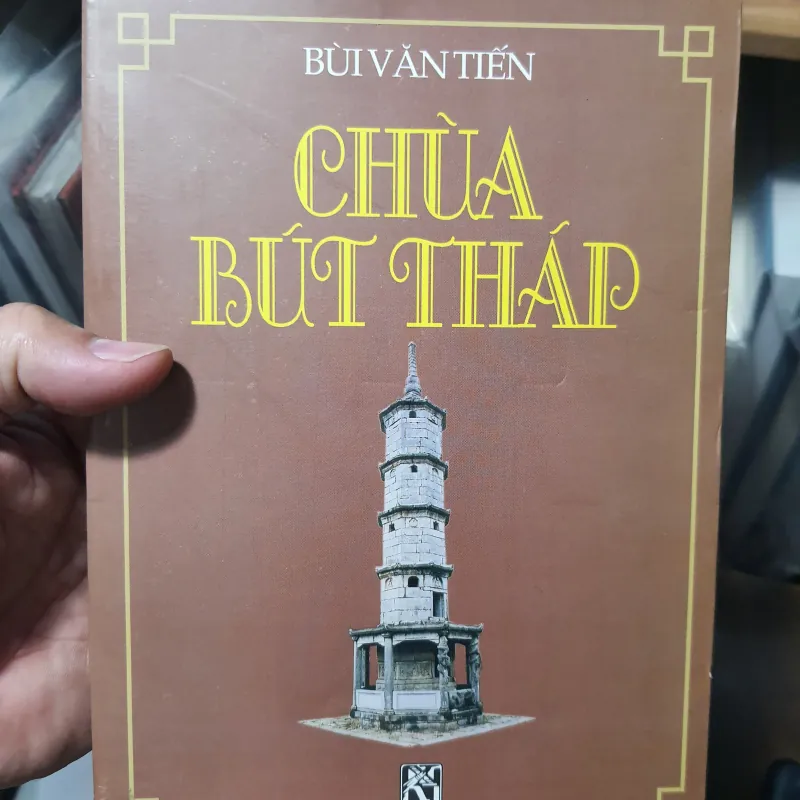 BÙI VĂN TIẾN
CHÙA
BÚT THÁP